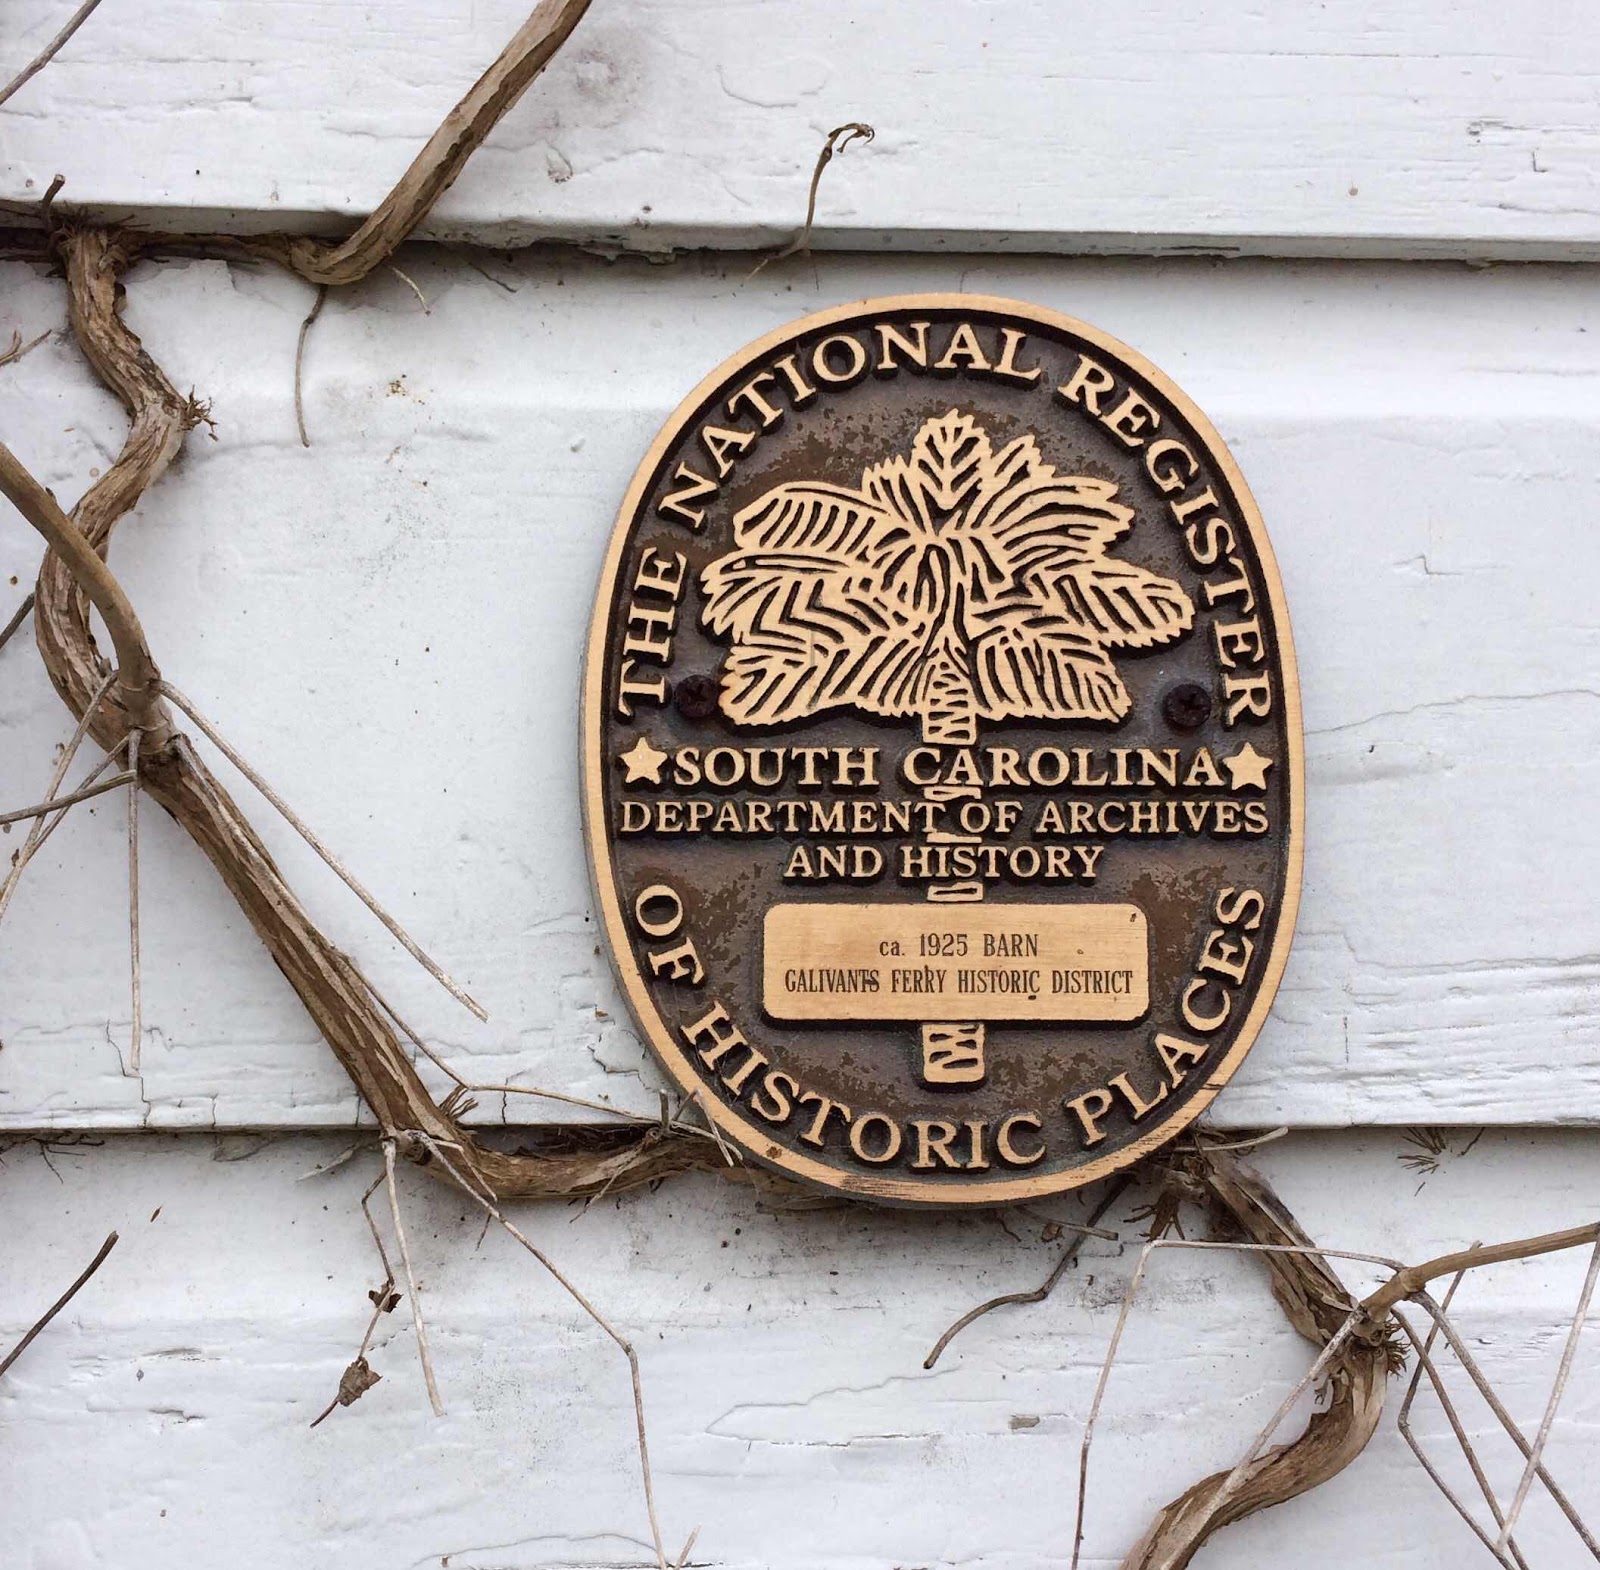 THE NATIONAL REGISTER
SOUTH CAROLINA
DEPARTMENT OF ARCHIVES
AND HISTORY
ca. 1925 BARN
GALIVANTS FERRY HISTORIC DISTRICT
OF HISTORIC PLACES